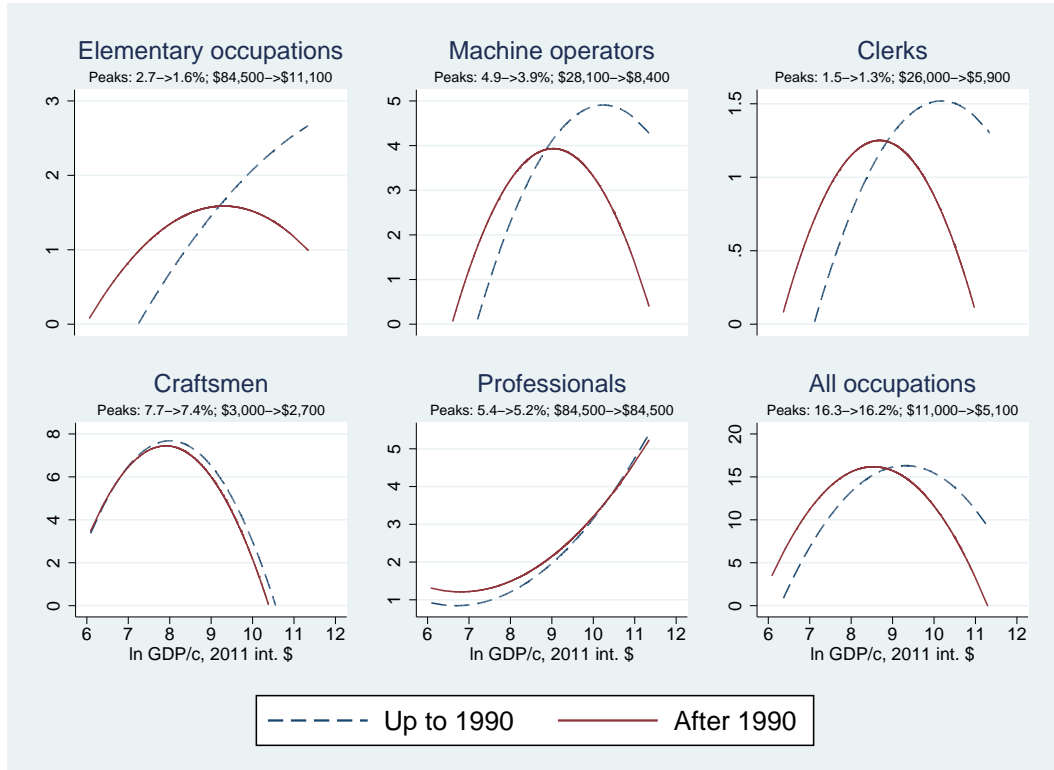 Elementary occupations
Peaks: 2.7–>1.6%; $84,500–>$11,100
3
2
1
0
Machine operators
Peaks: 4.9–>3.9%; $28,100–>$8,400
5
4
3
2
1
0
Clerks
Peaks: 1.5–>1.3%; $26,000–>$5,900
1.5
1
.5
0
Craftsmen
Peaks: 7.7–>7.4%; $3,000–>$2,700
8
6
4
2
0
6 7 8 9 10 11 12
ln GDP/c, 2011 int. $
Professionals
Peaks: 5.4–>5.2%; $84,500–>$84,500
5
4
3
2
1
6 7 8 9 10 11 12
ln GDP/c, 2011 int. $
All occupations
Peaks: 16.3–>16.2%; $11,000–>$5,100
20
15
10
5
0
6 7 8 9 10 11 12
ln GDP/c, 2011 int. $
Up to 1990 After 1990